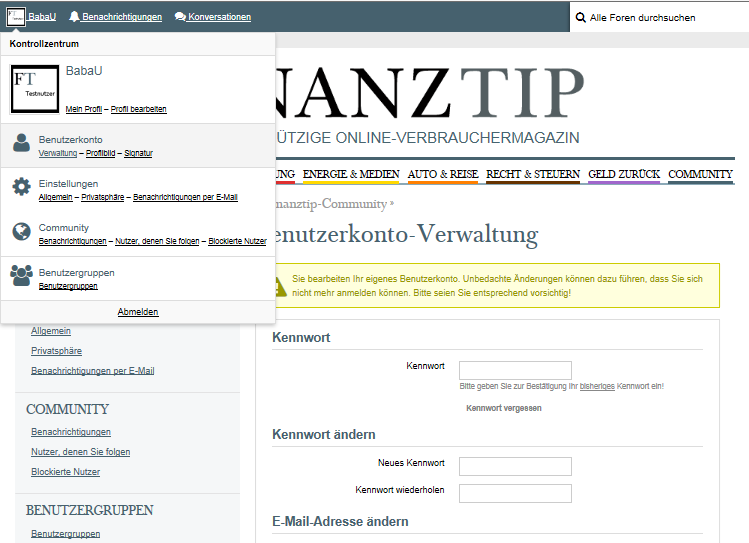 BabaU Benachrichtigungen Konversationen Alle Foren durchsuchen
Kontrollzentrum
FT
Testnutzer
BabaU
Mein Profil – Profil bearbeiten
Benutzerkonto
Verwaltung – Profilbild – Signatur
Einstellungen
Allgemein – Privatsphäre – Benachrichtigungen per E-Mail
Community
Benachrichtigungen – Nutzer, denen Sie folgen – Blockierte Nutzer
Benutzergruppen
Benutzergruppen
Abmelden
NANZTIP
ÜTZIGE ONLINE-VERBRAUCHERMAGAZIN
NG ENERGIE & MEDIEN AUTO & REISE RECHT & STEUERN GELD ZURÜCK COMMUNITY
nanztip-Community »
enutzerkonto-Verwaltung
Sie bearbeiten Ihr eigenes Benutzerkonto. Unbedachte Änderungen können dazu führen, dass Sie sich
nicht mehr anmelden können. Bitte seien Sie entsprechend vorsichtig!
Allgemein
Privatsphäre
Benachrichtigungen per E-Mail
COMMUNITY
Benachrichtigungen
Nutzer, denen Sie folgen
Blockierte Nutzer
BENUTZERGRUPPEN
Benutzergruppen
Kennwort
Kennwort
Bitte geben Sie zur Bestätigung Ihr bisheriges Kennwort ein!
Kennwort vergessen
Kennwort ändern
Neues Kennwort
Kennwort wiederholen
E-Mail-Adresse ändern